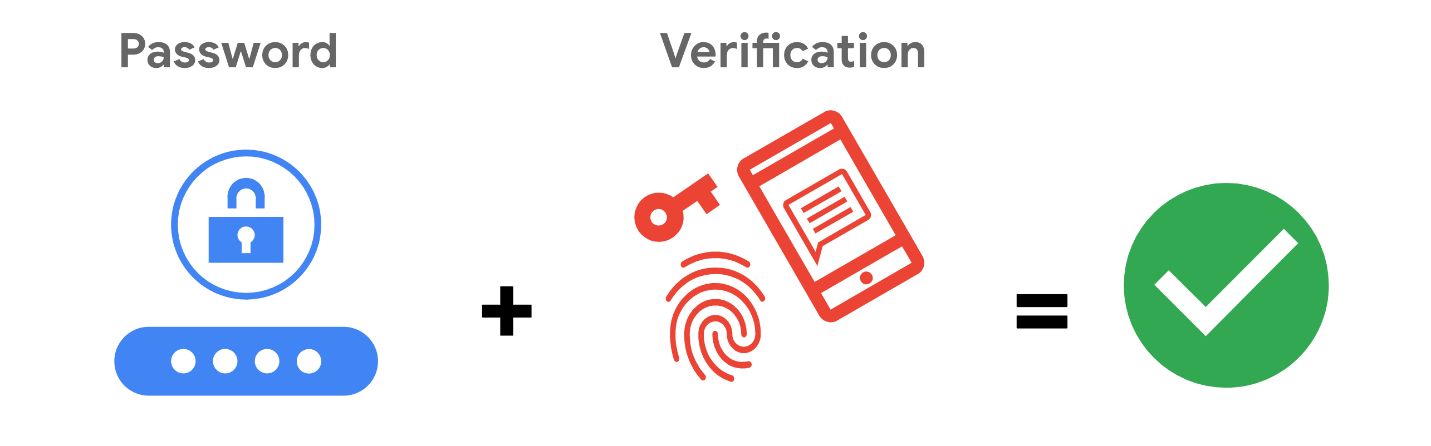 Password
Verification
+
=